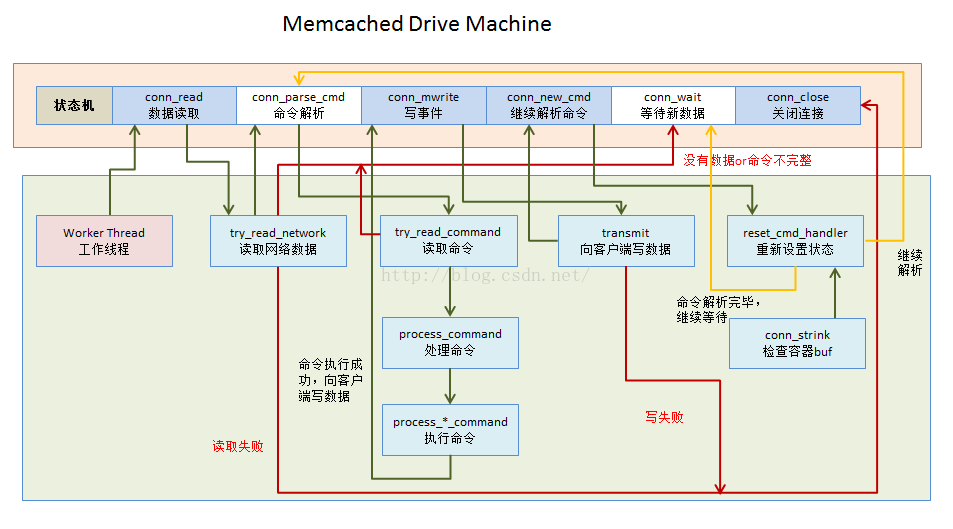 Memcached Drive Machine
状态机
conn_read
数据读取
conn_parse_cmd
命令解析
conn_mwrite
写事件
conn_new_cmd
继续解析命令
conn_wait
等待新数据
conn_close
关闭连接
没有数据or命令不完整
Worker Thread
工作线程
try_read_network
读取网络数据
try_read_command
读取命令
transmit
向客户端写数据
reset_cmd_handler
重新设置状态
继续
解析
http://blog.csdn.net/
命令解析完毕，
继续等待
process_command
处理命令
conn_strink
检查容器buf
命令执行成
功，向客户
端写数据
process_*_command
执行命令
写失败
读取失败